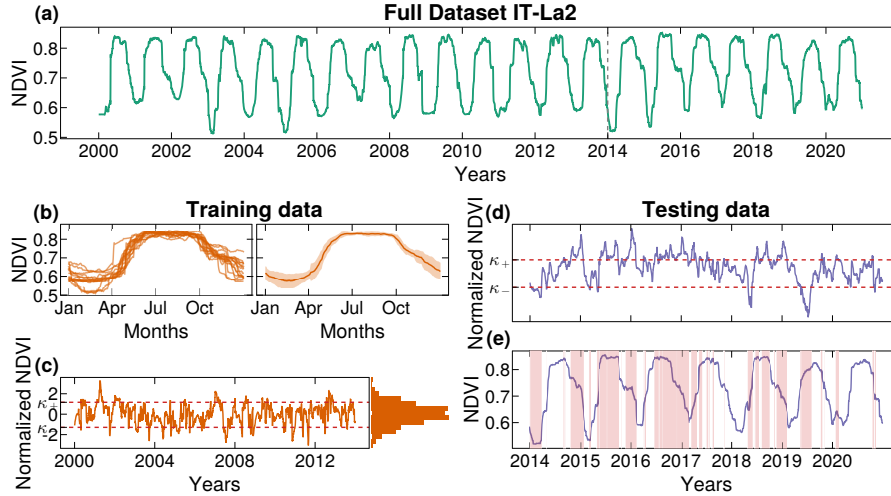 (a) Full Dataset IT-La2
NDVI
0.8
0.7
0.6
0.5
2000 2002 2004 2006 2008 2010 2012 2014 2016 2018 2020
Years
(b) Training data
NDVI
0.8
0.7
0.6
0.5
Jan Apr Jul Oct Jan Apr Jul Oct
Months Months
(c)
Normalized NDVI
2
κ+
0
κ−
-2
2000 2004 2008 2012
Years
(d) Testing data
Normalized NDVI
κ+
κ−
(e)
NDVI
0.8
0.7
0.6
2014 2015 2016 2017 2018 2019 2020
Years